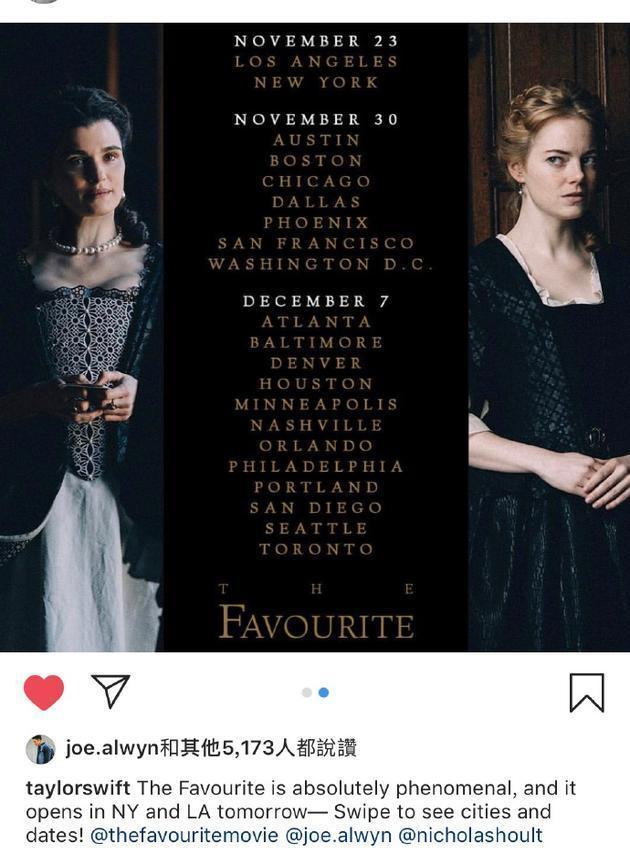 NOVEMBER 23
LOS ANGELES
NEW YORK
NOVEMBER 30
AUSTIN
BOSTON
CHICAGO
DALLAS
PHOENIX
SAN FRANCISCO
WASHINGTON D.C.
DECEMBER 7
ATLANTA
BALTIMORE
DENVER
HOUSTON
MINNEAPOLIS
NASHVILLE
ORLANDO
PHILADELPHIA
PORTLAND
SAN DIEGO
SEATTLE
TORONTO
THE
FAVOURITE
joe.alwyn和其他5,173人都說讚
taylorswift The Favourite is absolutely phenomenal, and it
opens in NY and LA tomorrow— Swipe to see cities and
dates! @thefavouritemovie @joe.alwyn @nicholashoult